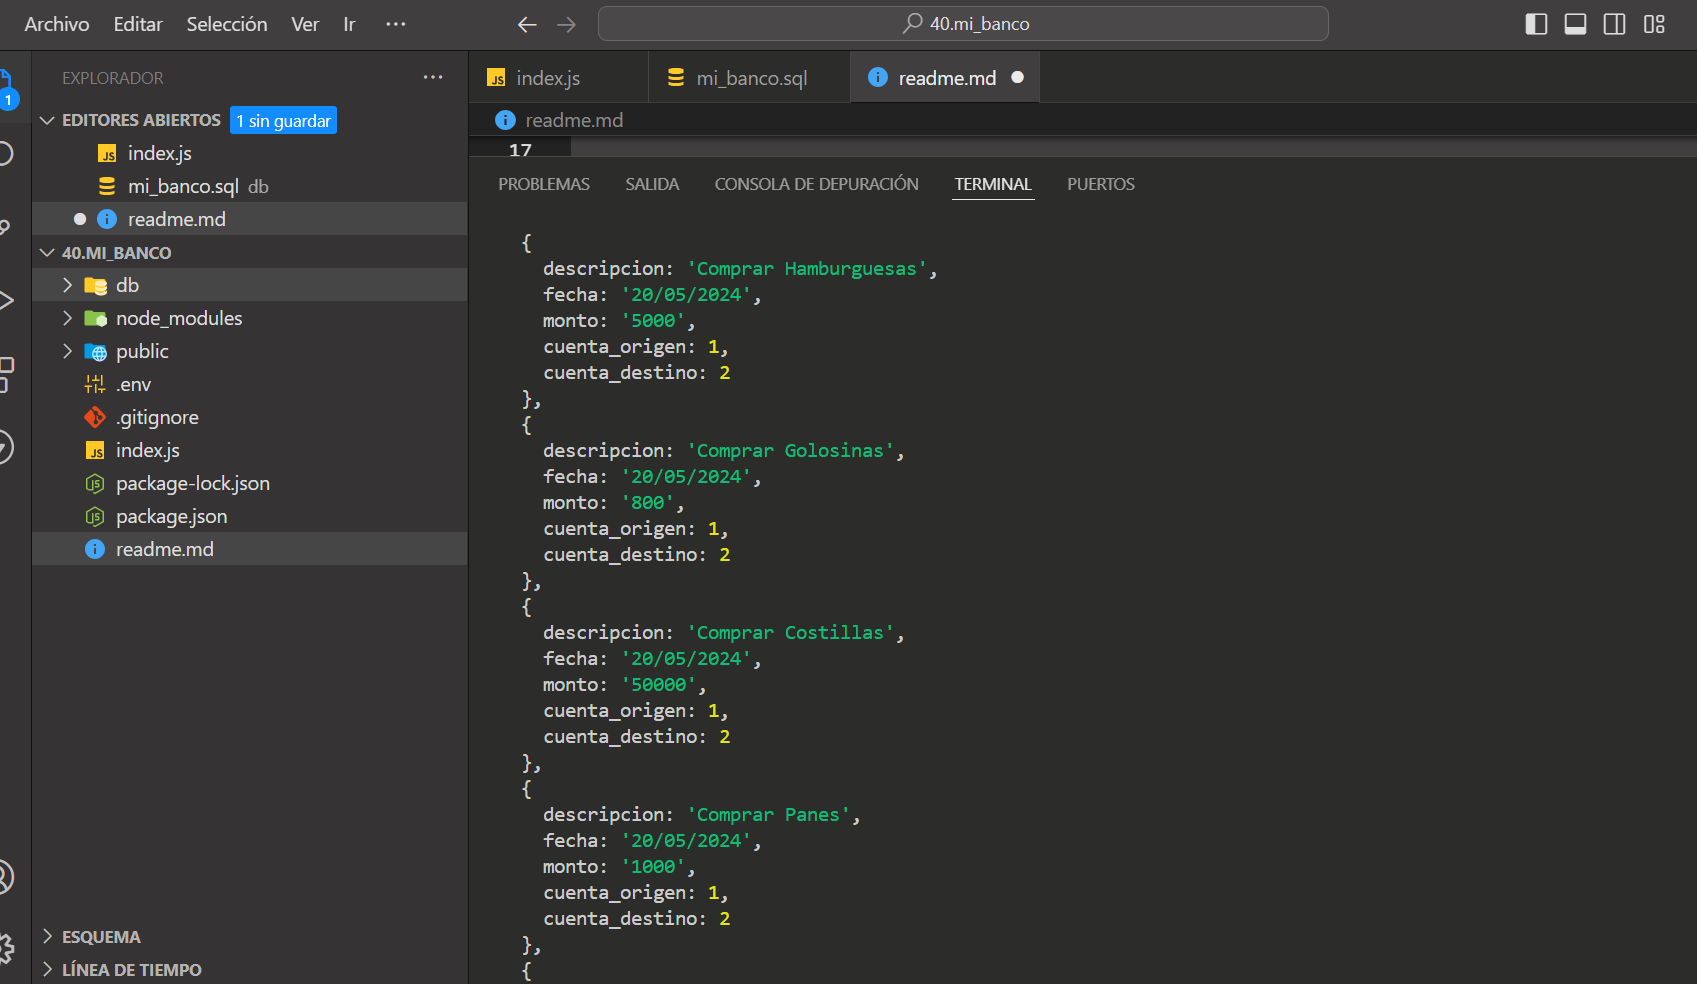 Archivo Editar Selección Ver Ir ··· 40.mi_banco
EXPLORADOR ···
EDITORES ABIERTOS 1 sin guardar
JS index.js
mi_banco.sql db
readme.md
40.MI_BANCO
db
node_modules
public
.env
.gitignore
JS index.js
package-lock.json
package.json
readme.md
ESQUEMA
LÍNEA DE TIEMPO
1
JS index.js mi_banco.sql readme.md
readme.md
17
PROBLEMAS SALIDA CONSOLA DE DEPURACIÓN TERMINAL PUERTOS
{
descripcion: 'Comprar Hamburguesas',
fecha: '20/05/2024',
monto: '5000',
cuenta_origen: 1,
cuenta_destino: 2
},
{
descripcion: 'Comprar Golosinas',
fecha: '20/05/2024',
monto: '800',
cuenta_origen: 1,
cuenta_destino: 2
},
{
descripcion: 'Comprar Costillas',
fecha: '20/05/2024',
monto: '50000',
cuenta_origen: 1,
cuenta_destino: 2
},
{
descripcion: 'Comprar Panes',
fecha: '20/05/2024',
monto: '1000',
cuenta_origen: 1,
cuenta_destino: 2
},
{